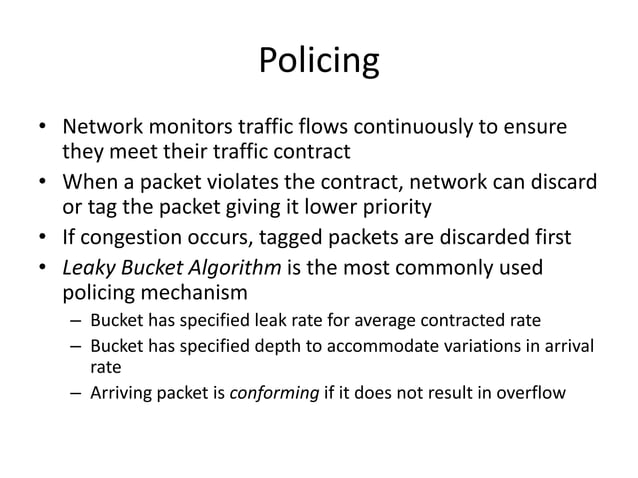 Policing
• Network monitors traffic flows continuously to ensure
they meet their traffic contract
• When a packet violates the contract, network can discard
or tag the packet giving it lower priority
• If congestion occurs, tagged packets are discarded first
• Leaky Bucket Algorithm is the most commonly used
policing mechanism
– Bucket has specified leak rate for average contracted rate
– Bucket has specified depth to accommodate variations in arrival
rate
– Arriving packet is conforming if it does not result in overflow